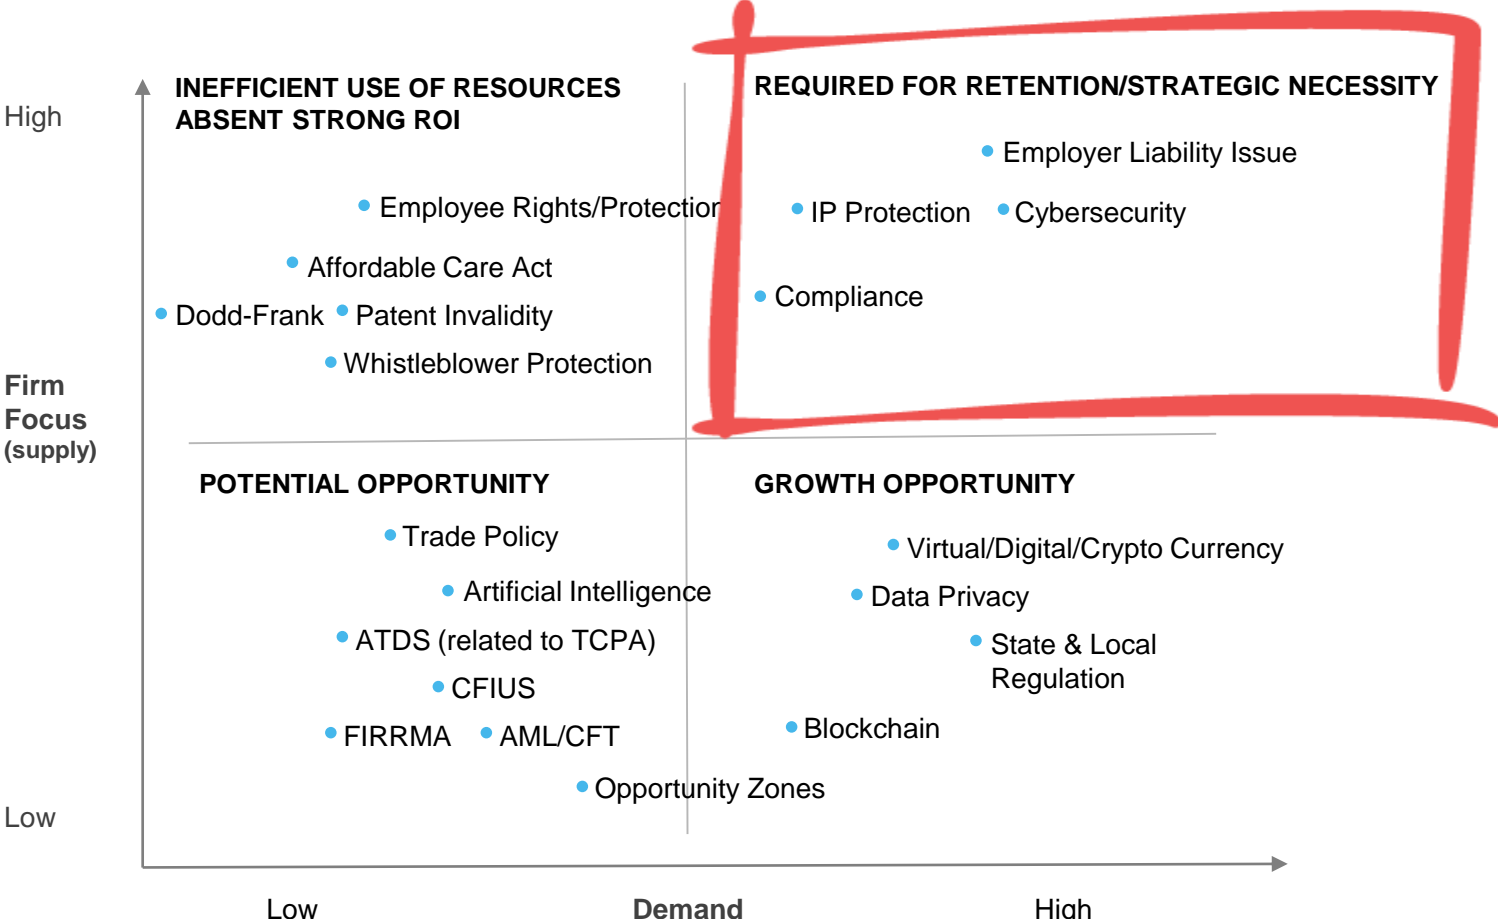 High
INEFFICIENT USE OF RESOURCES
ABSENT STRONG ROI
Employee Rights/Protection
Affordable Care Act
Dodd-Frank
Patent Invalidity
Whistleblower Protection
REQUIRED FOR RETENTION/STRATEGIC NECESSITY
Employer Liability Issue
IP Protection
Cybersecurity
Compliance
Firm
Focus
(supply)
POTENTIAL OPPORTUNITY
Trade Policy
Artificial Intelligence
ATDS (related to TCPA)
CFIUS
FIRRMA
AML/CFT
Opportunity Zones
GROWTH OPPORTUNITY
Virtual/Digital/Crypto Currency
Data Privacy
State & Local
Regulation
Blockchain
Low
Low
Demand
High